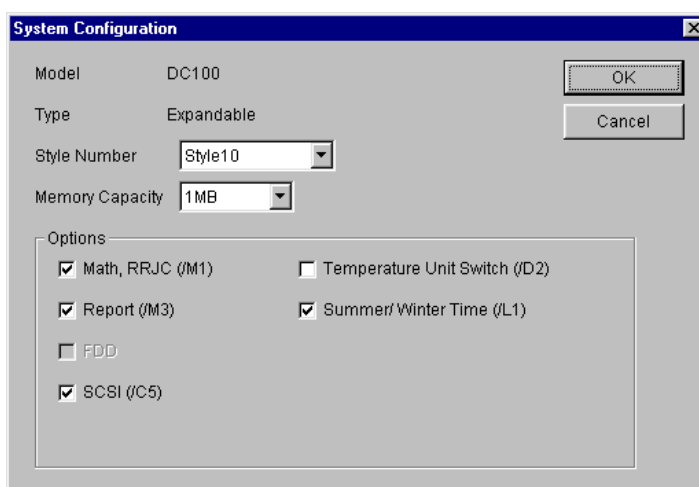 System Configuration
Model DC100
OK
Type Expandable
Cancel
Style Number Style10
Memory Capacity 1MB
Options
Math, RRJC (/M1) Temperature Unit Switch (/D2)
Report (/M3) Summer/ Winter Time (/L1)
FDD
SCSI (/C5)